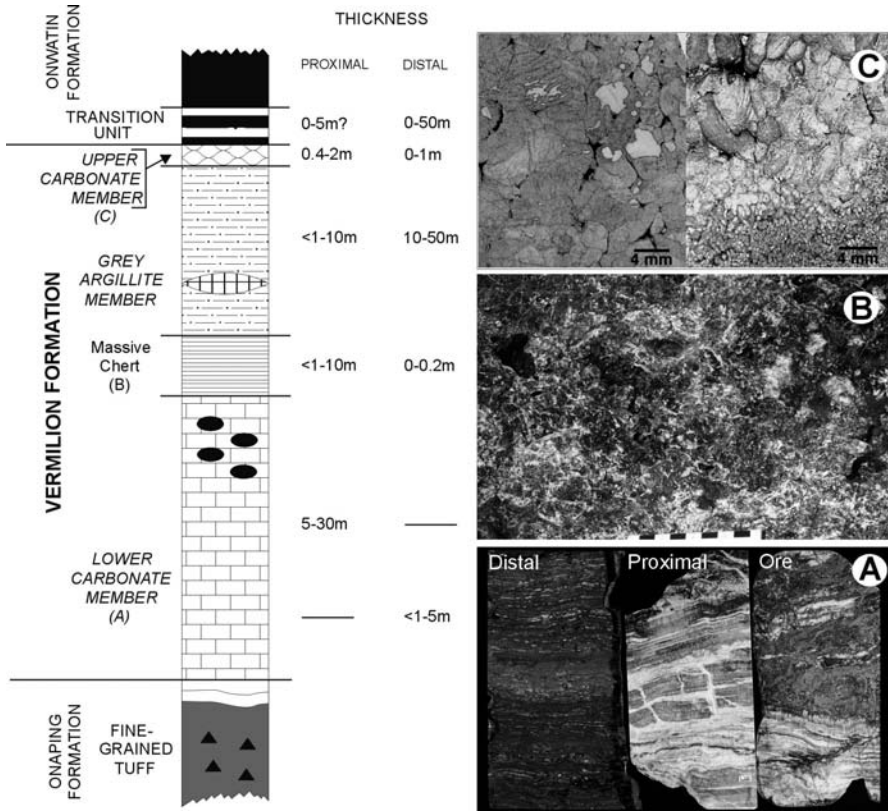 THICKNESS
PROXIMAL
DISTAL
ONWATIN
FORMATION
TRANSITION
UNIT
0-5m?
0-50m
UPPER
CARBONATE
MEMBER
(C)
0.4-2m
0-1m
VERMILION FORMATION
GREY
ARGILLITE
MEMBER
<1-10m
10-50m
Massive
Chert
(B)
<1-10m
0-0.2m
LOWER
CARBONATE
MEMBER
(A)
5-30m
<1-5m
ONAPING
FORMATION
FINE-
GRAINED
TUFF
C
4 mm
4 mm
B
Distal
Proximal
Ore
A